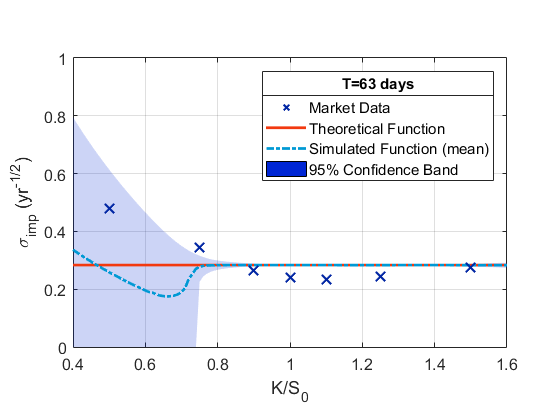 1
0.8
0.6
0.4
0.2
0
σimp (yr-1/2)
T=63 days
Market Data
Theoretical Function
Simulated Function (mean)
95% Confidence Band
0.4 0.6 0.8 1 1.2 1.4 1.6
K/S0